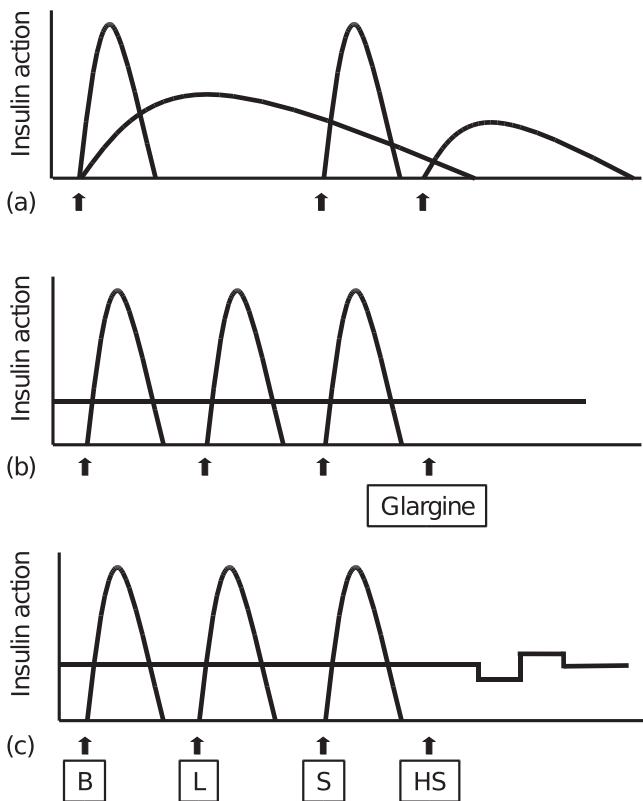 Insulin action
(a)
Insulin action
(b)
Glargine
Insulin action
(c)
B L S HS